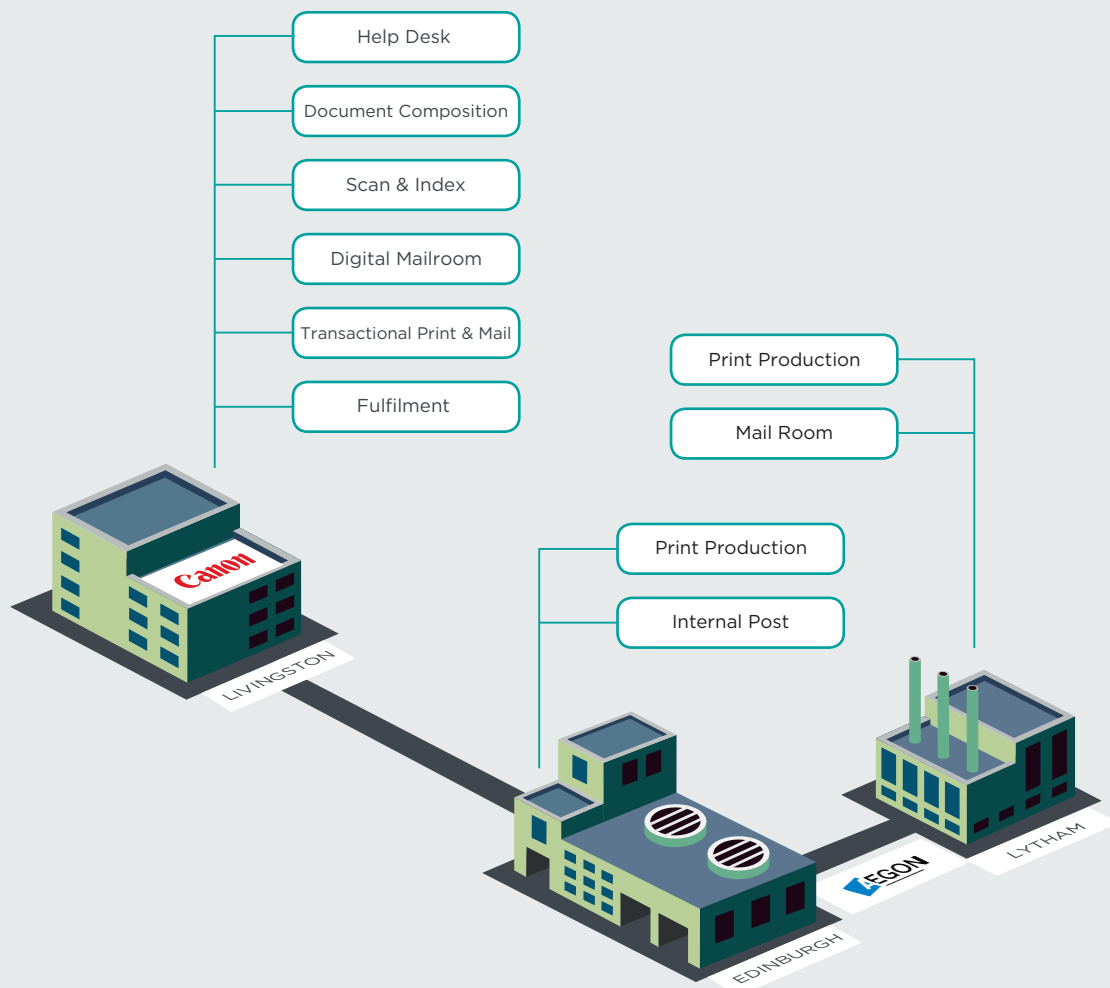 Help Desk
Document Composition
Scan & Index
Digital Mailroom
Transactional Print & Mail
Fulfilment
Print Production
Mail Room
Print Production
Internal Post
Canon
LIVINGSTON
AEGON
LYTHAM
EDINBURGH